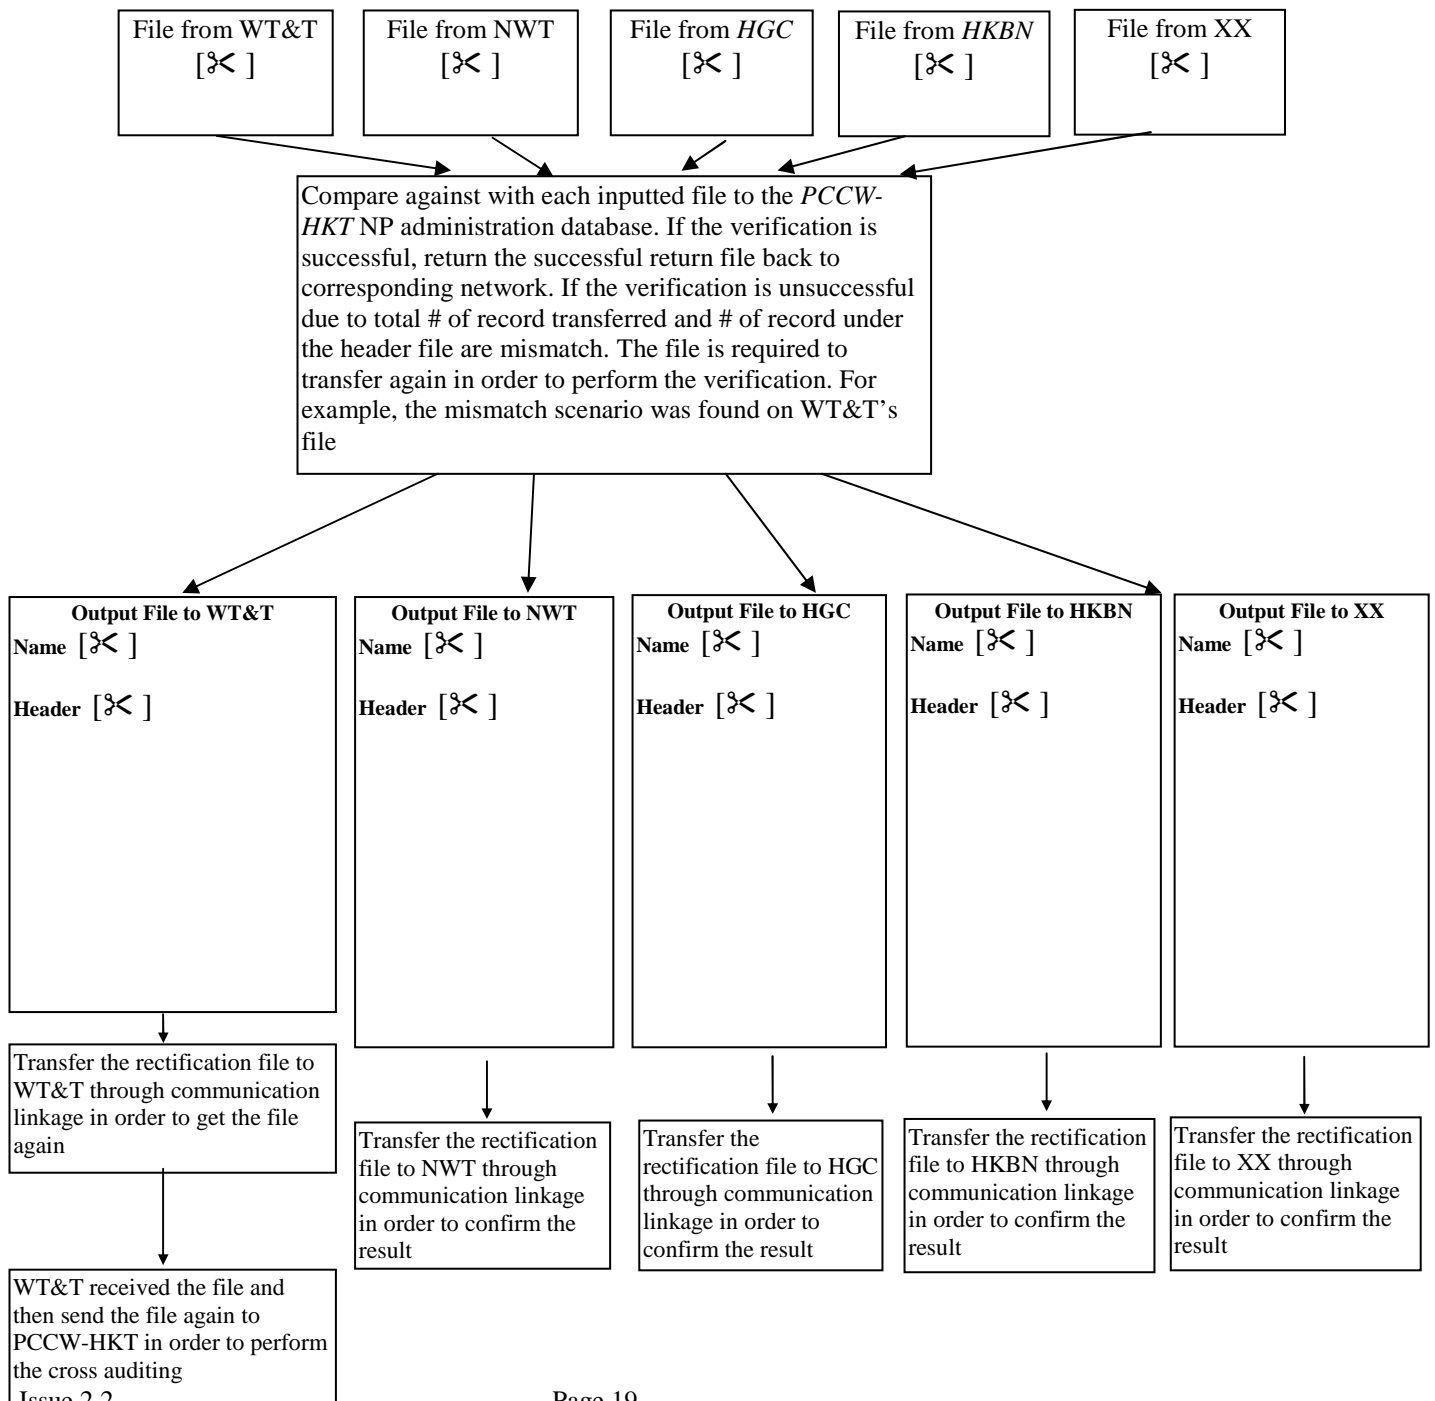 File from WT&T
[✂ ]
File from NWT
[✂ ]
File from HGC
[✂ ]
File from HKBN
[✂ ]
File from XX
[✂ ]
Compare against with each inputted file to the PCCW-
HKT NP administration database. If the verification is
successful, return the successful return file back to
corresponding network. If the verification is unsuccessful
due to total # of record transferred and # of record under
the header file are mismatch. The file is required to
transfer again in order to perform the verification. For
example, the mismatch scenario was found on WT&T’s
file
Output File to WT&T
Name [✂ ]
Header [✂ ]
Output File to NWT
Name [✂ ]
Header [✂ ]
Output File to HGC
Name [✂ ]
Header [✂ ]
Output File to HKBN
Name [✂ ]
Header [✂ ]
Output File to XX
Name [✂ ]
Header [✂ ]
Transfer the rectification file to
WT&T through communication
linkage in order to get the file
again
Transfer the rectification
file to NWT through
communication linkage
in order to confirm the
result
Transfer the
rectification file to HGC
through communication
linkage in order to
confirm the result
Transfer the rectification
file to HKBN through
communication linkage
in order to confirm the
result
Transfer the rectification
file to XX through
communication linkage
in order to confirm the
result
WT&T received the file and
then send the file again to
PCCW-HKT in order to perform
the cross auditing
Issue 2.2
Page 19